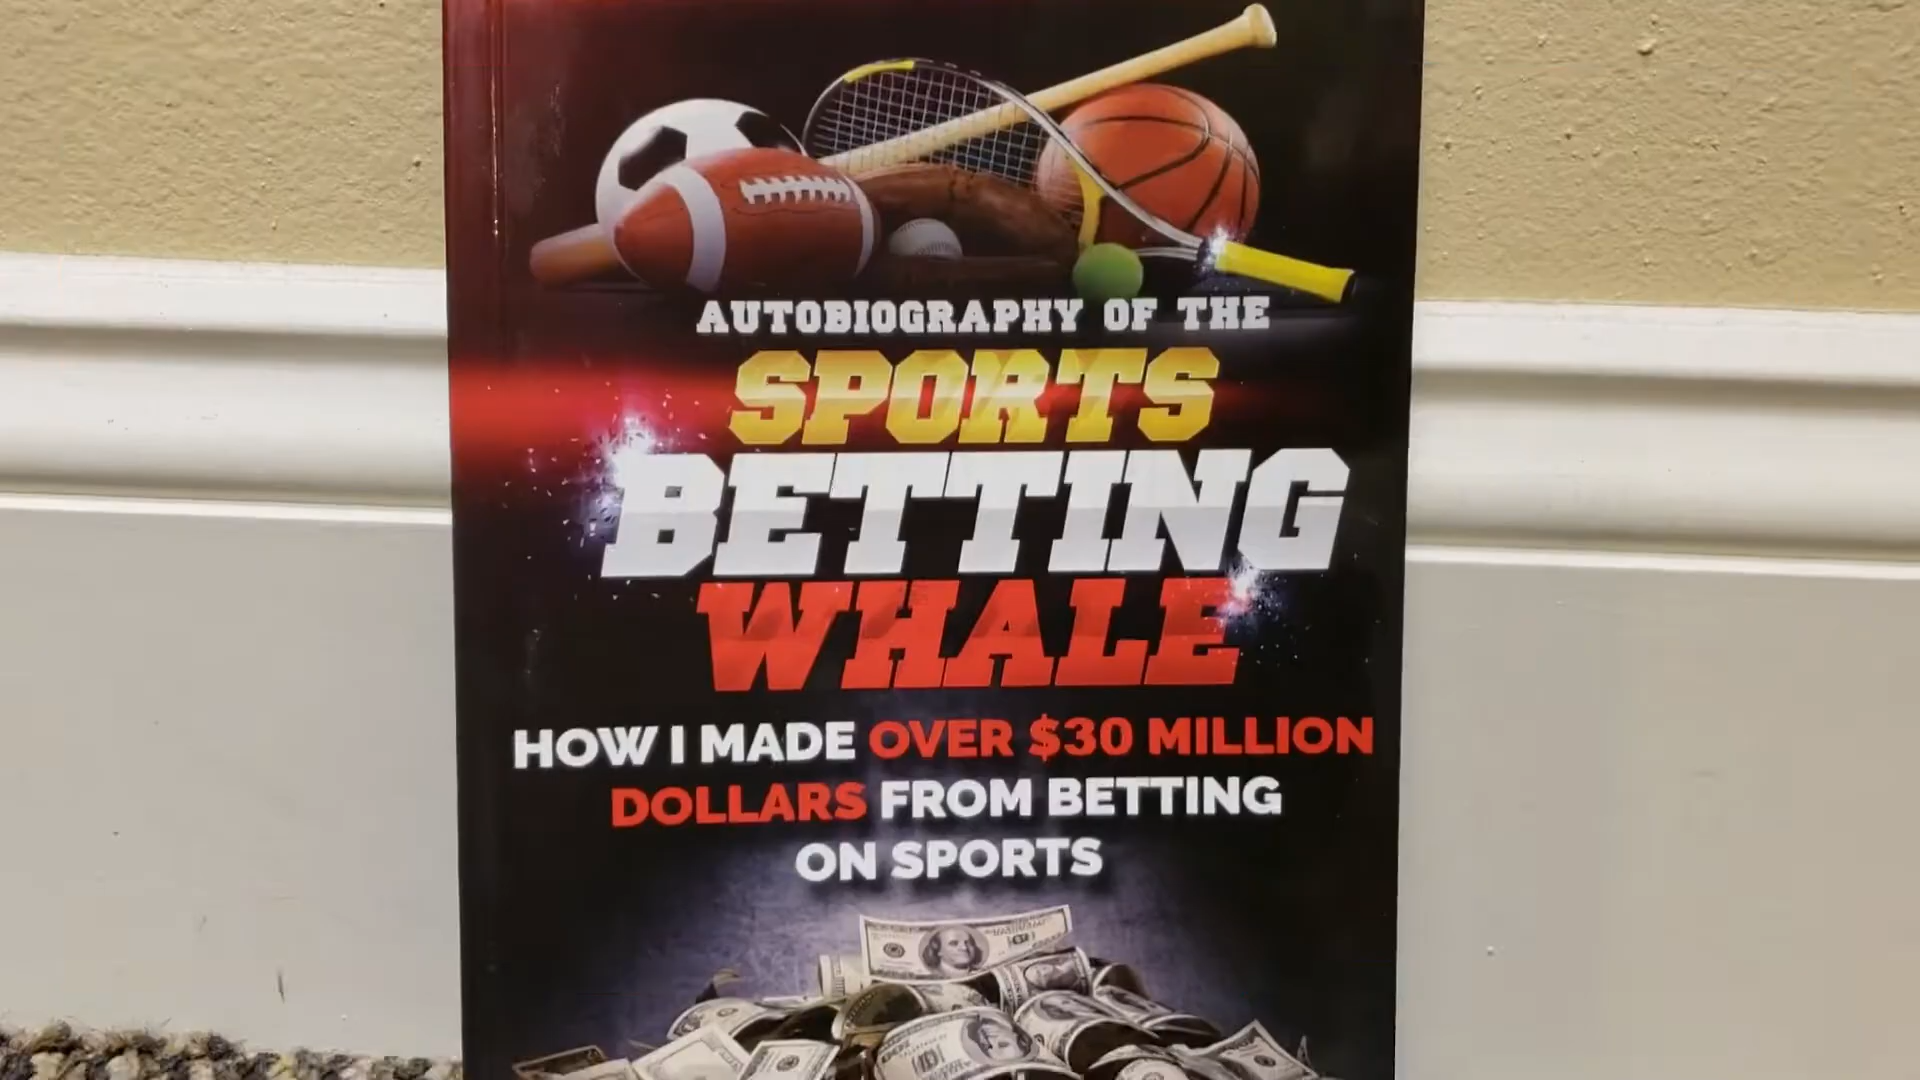 AUTOBIOGRAPHY OF THE
SPORTS
BETTING
WHALE
HOW I MADE OVER $30 MILLION
DOLLARS FROM BETTING
ON SPORTS